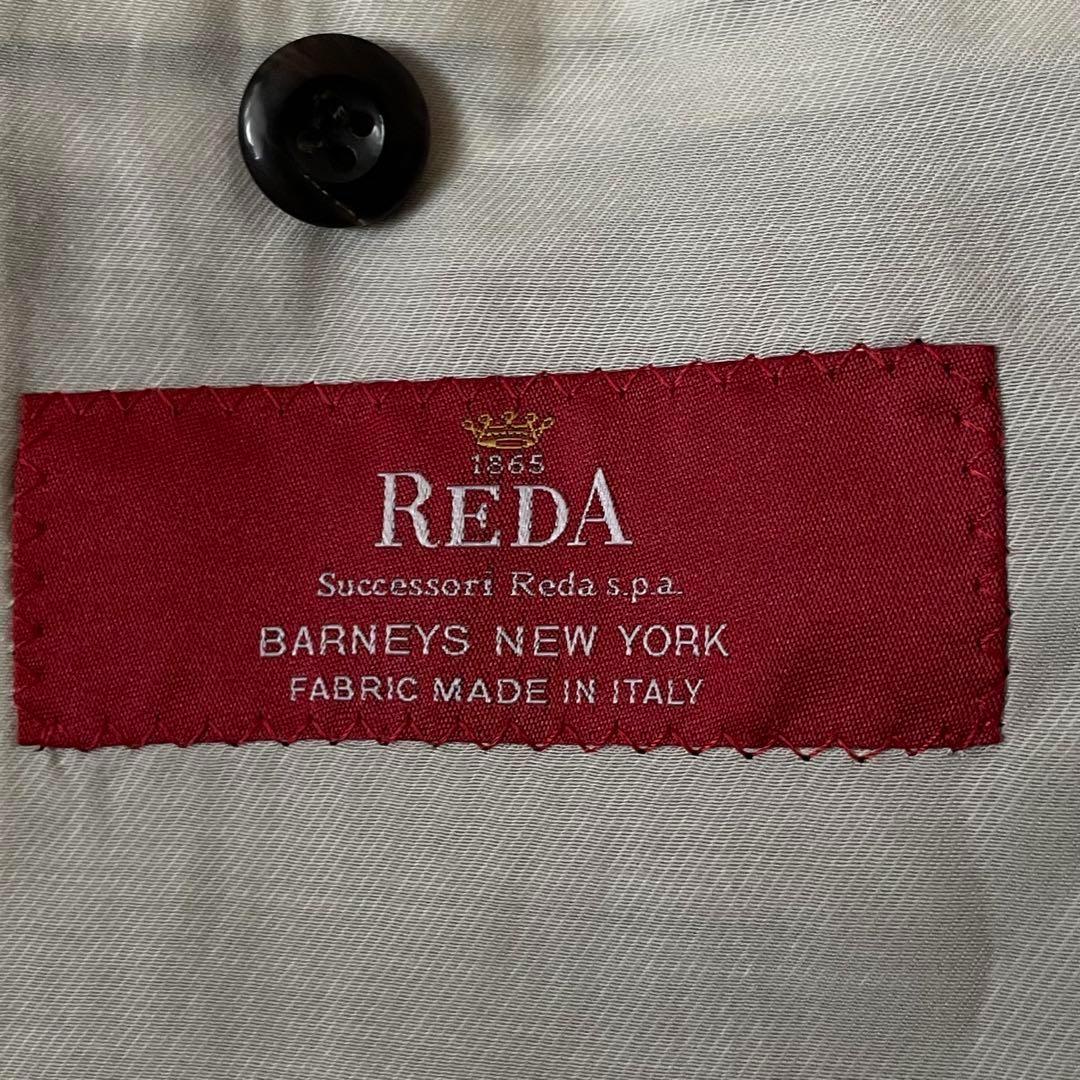 1865
REDA
Successori Reda s.p.a.
BARNEYS NEW YORK
FABRIC MADE IN ITALY